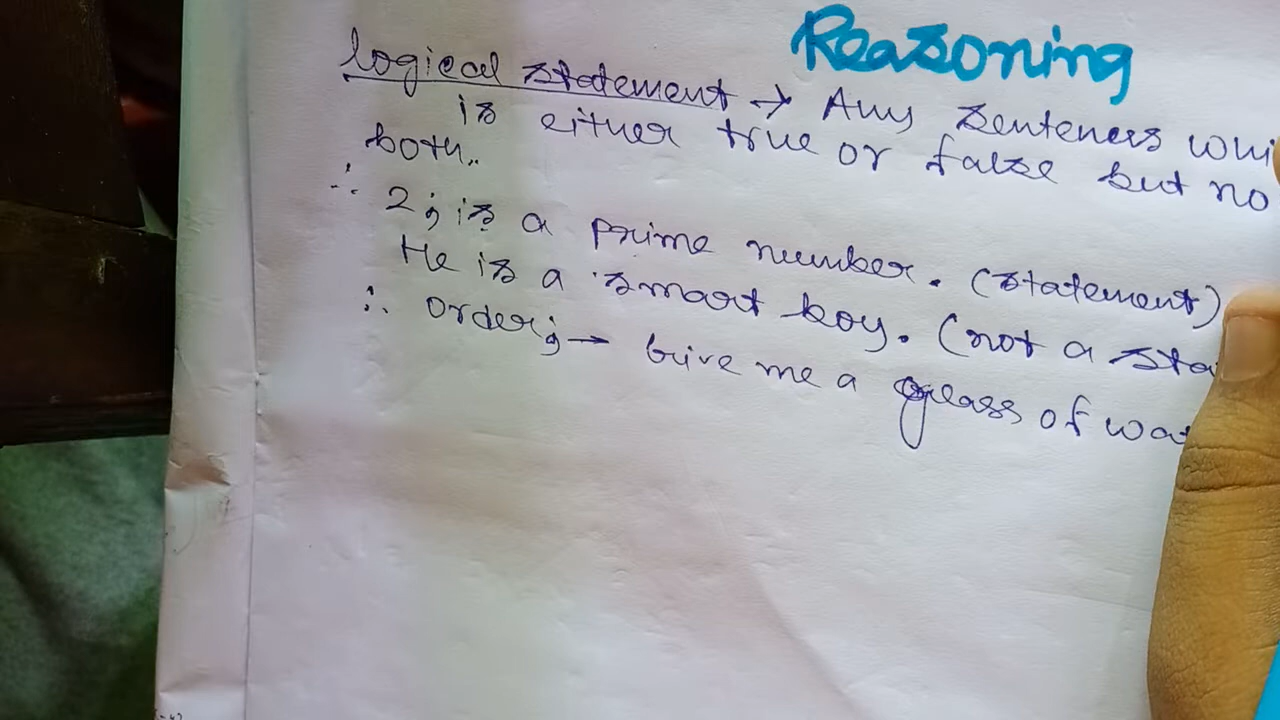 Reasoning
logical statement → Any sentences whi
is either true or false but no
both..
∴ 2; is a prime number. (statement)
He is a smart boy. (not a sta
∴ order; → Give me a glass of wat